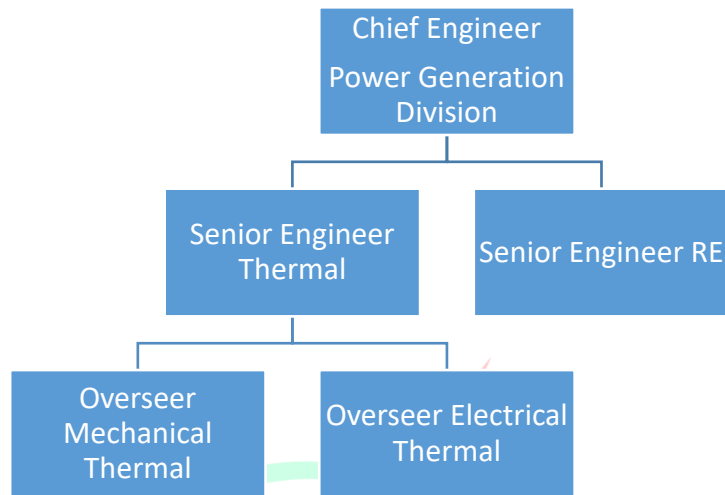 Chief Engineer
Power Generation
Division
Senior Engineer
Thermal
Senior Engineer RE
Overseer
Mechanical
Thermal
Overseer Electrical
Thermal